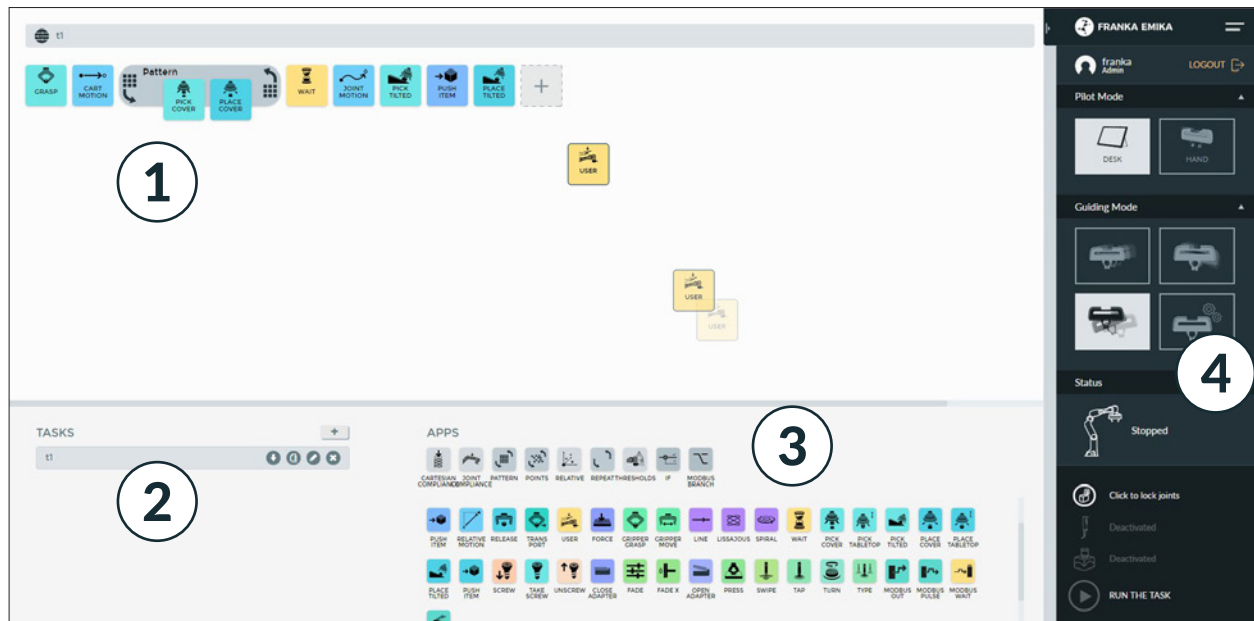 t1
FRANKA EMIKA
franka
Admin
LOGOUT
Pilot Mode
DESK
HAND
Guiding Mode
4
Status
Stopped
Click to lock joints
Deactivated
Deactivated
RUN THE TASK
GRASP
CART MOTION
Pattern
PICK COVER
PLACE COVER
WAIT
JOINT MOTION
PICK TILTED
PUSH ITEM
PLACE TILTED
+
1
USER
USER
USER
TASKS
+
t1
2
APPS
3
CARTESIAN COMPLIANCE
JOINT COMPLIANCE
PATTERN
POINTS
RELATIVE
REPEAT
THRESHOLDS
IF
MODBUS BRANCH
PUSH ITEM
RELATIVE MOTION
RELEASE
TRANS PORT
USER
FORCE
GRIPPER GRASP
GRIPPER MOVE
LINE
LISSAJOUS
SPIRAL
WAIT
PICK COVER
PICK TABLETOP
PICK TILTED
PLACE COVER
PLACE TABLETOP
PLACE TILTED
PUSH ITEM
SCREW
TAKE SCREW
UNSCREW
CLOSE ADAPTER
FADE
FADE X
OPEN ADAPTER
PRESS
SWIPE
TAP
TURN
TYPE
MODBUS OUT
MODBUS PULSE
MODBUS WAIT